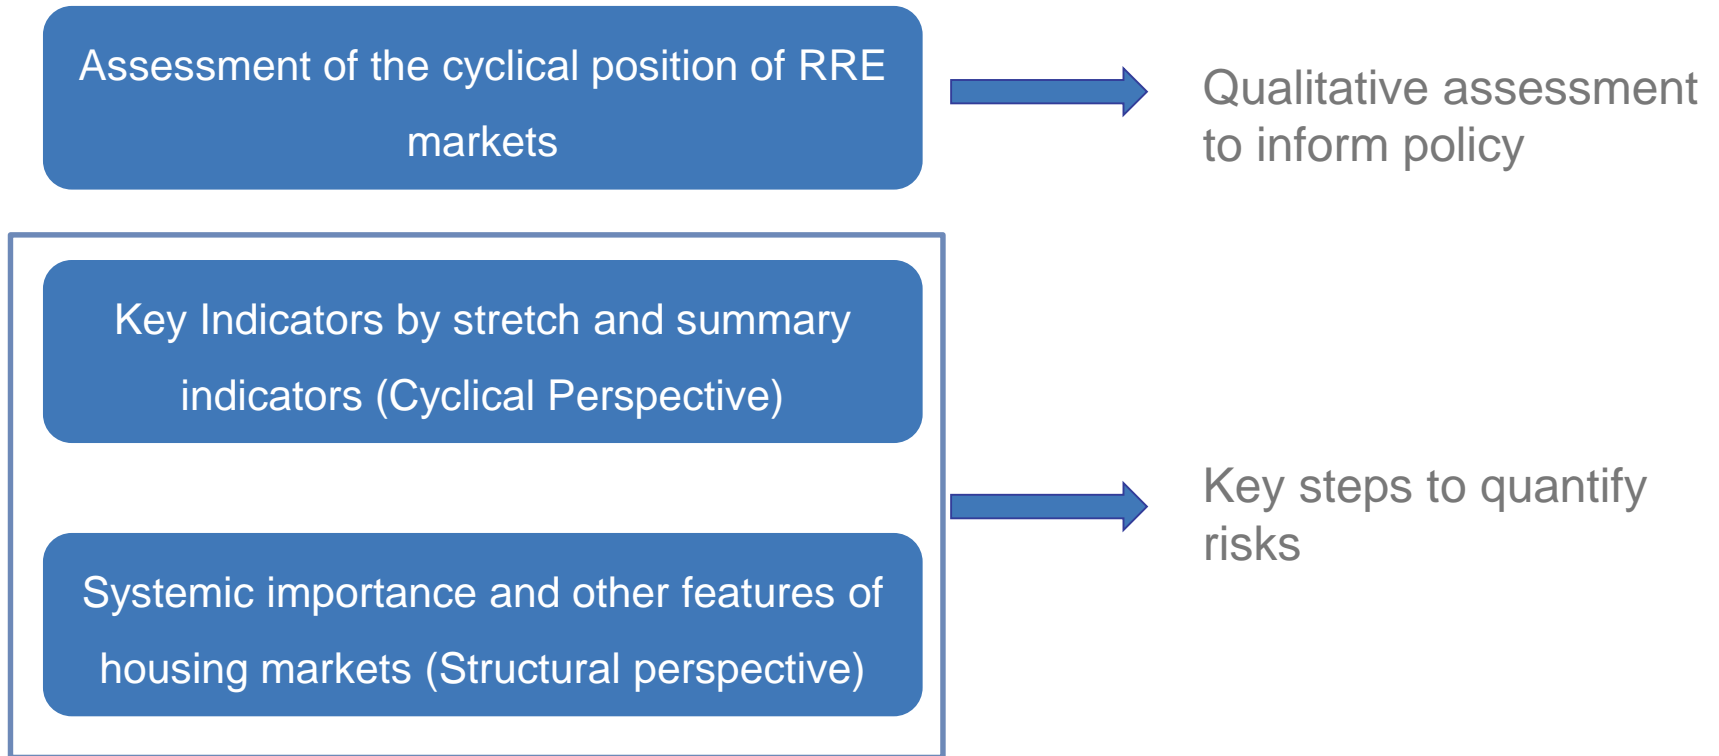 Assessment of the cyclical position of RRE
markets
Qualitative assessment
to inform policy
Key Indicators by stretch and summary
indicators (Cyclical Perspective)
Systemic importance and other features of
housing markets (Structural perspective)
Key steps to quantify
risks